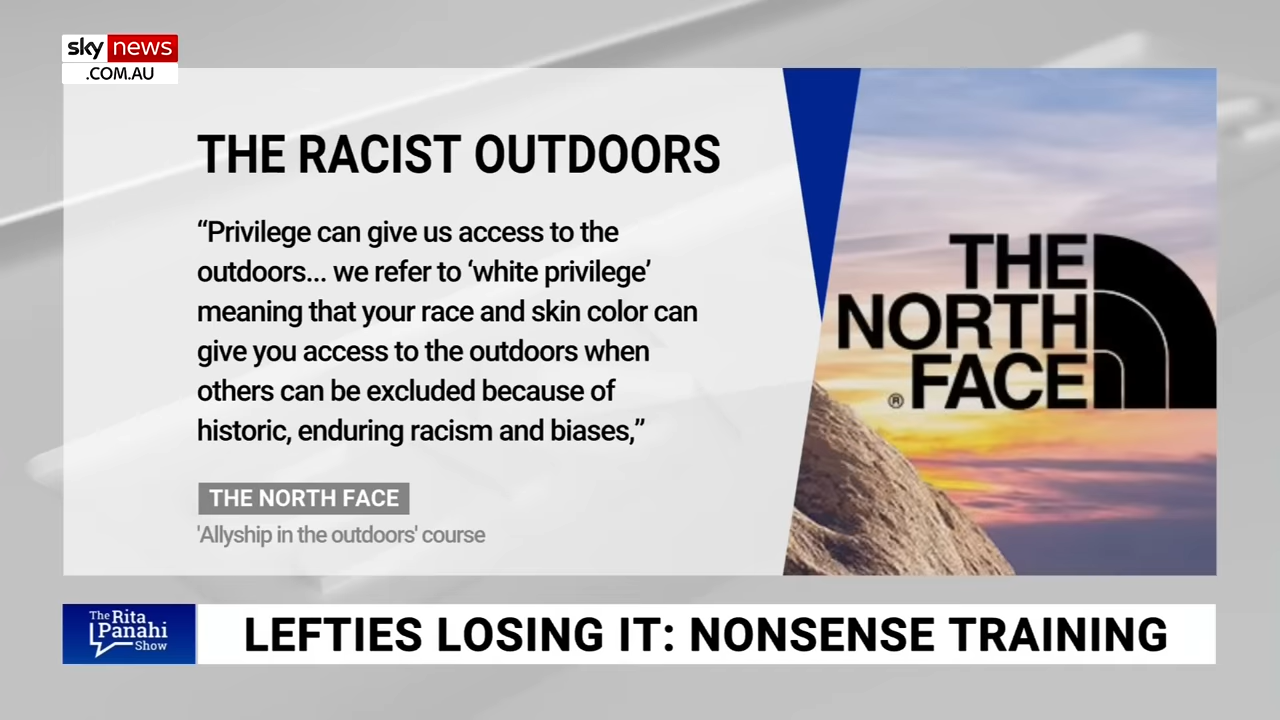 sky news
.COM.AU
THE RACIST OUTDOORS
“Privilege can give us access to the
outdoors... we refer to ‘white privilege’
meaning that your race and skin color can
give you access to the outdoors when
others can be excluded because of
historic, enduring racism and biases,”
THE NORTH FACE
'Allyship in the outdoors' course
THE
NORTH
FACE
®
The Rita
Panahi
Show
LEFTIES LOSING IT: NONSENSE TRAINING